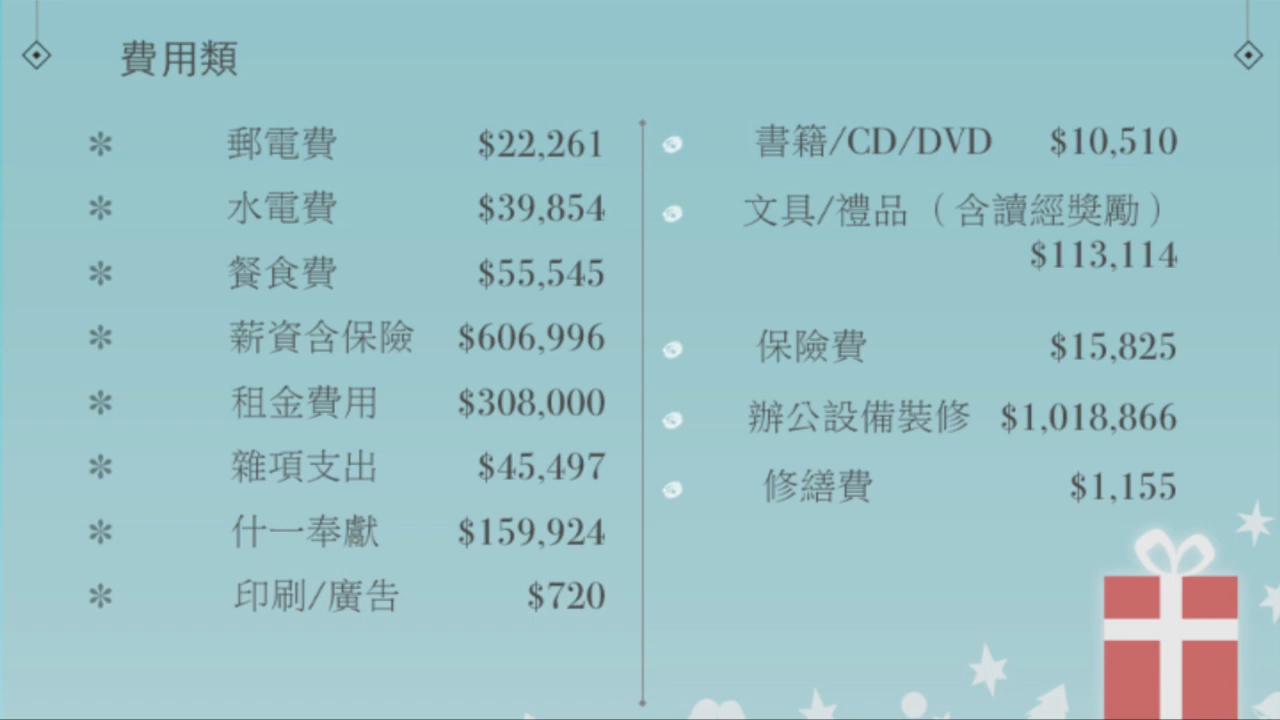 費用類
郵電費 $22,261
水電費 $39,854
餐食費 $55,545
薪資含保險 $606,996
租金費用 $308,000
雜項支出 $45,497
什一奉獻 $159,924
印刷/廣告 $720
書籍/CD/DVD $10,510
文具/禮品（含讀經獎勵）
$113,114
保險費 $15,825
辦公設備裝修 $1,018,866
修繕費 $1,155